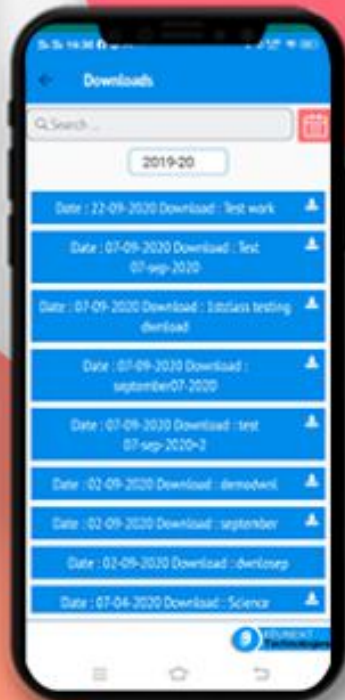 Downloads
Search ...
2019-20
Date : 22-09-2020 Download : Test work
Date : 07-09-2020 Download : Test
07-sep-2020
Date : 07-09-2020 Download : 1stclass testing
dwnload
Date : 07-09-2020 Download :
september07-2020
Date : 07-09-2020 Download : test
07-sep-2020-2
Date : 02-09-2020 Download : demodwnl
Date : 02-09-2020 Download : september
Date : 02-09-2020 Download : dwnlosep
Date : 07-04-2020 Download : Science
Technologies